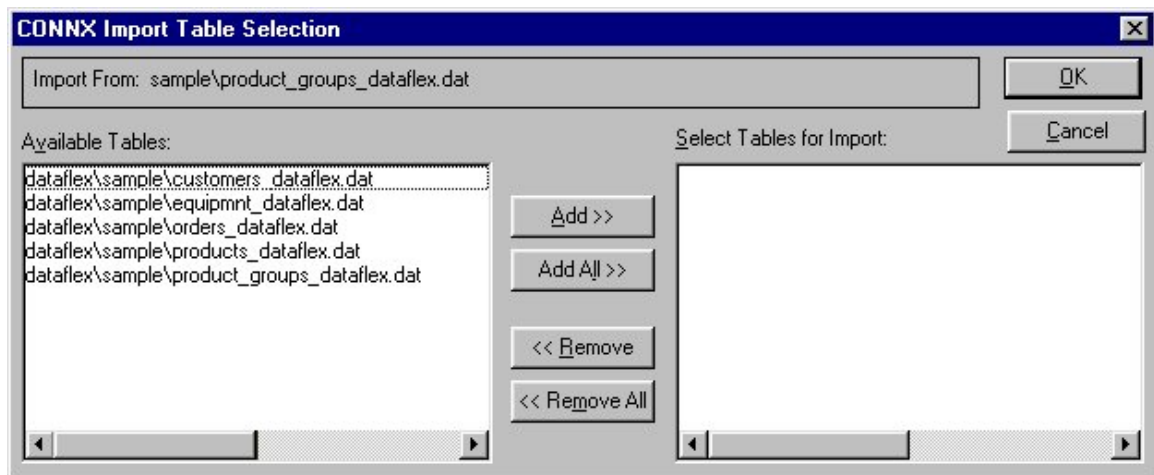 CONNX Import Table Selection
Import From: sample\product_groups_dataflex.dat
OK
Cancel
Available Tables:
dataflex\sample\customers_dataflex.dat
dataflex\sample\equipmnt_dataflex.dat
dataflex\sample\orders_dataflex.dat
dataflex\sample\products_dataflex.dat
dataflex\sample\product_groups_dataflex.dat
Add >>
Add All >>
<< Remove
<< Remove All
Select Tables for Import: